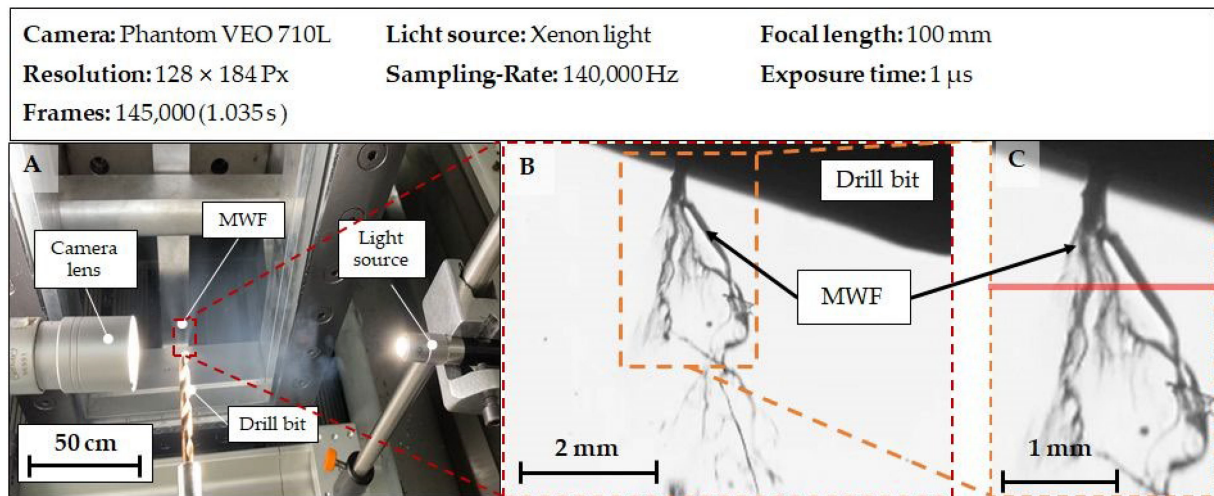 Camera: Phantom VEO 710L Licht source: Xenon light Focal length: 100 mm
Resolution: 128 × 184 Px Sampling-Rate: 140,000 Hz Exposure time: 1 µs
Frames: 145,000 (1.035 s)
A
MWF
Camera
lens
Light
source
Drill bit
50 cm
B
Drill bit
MWF
2 mm
C
1 mm